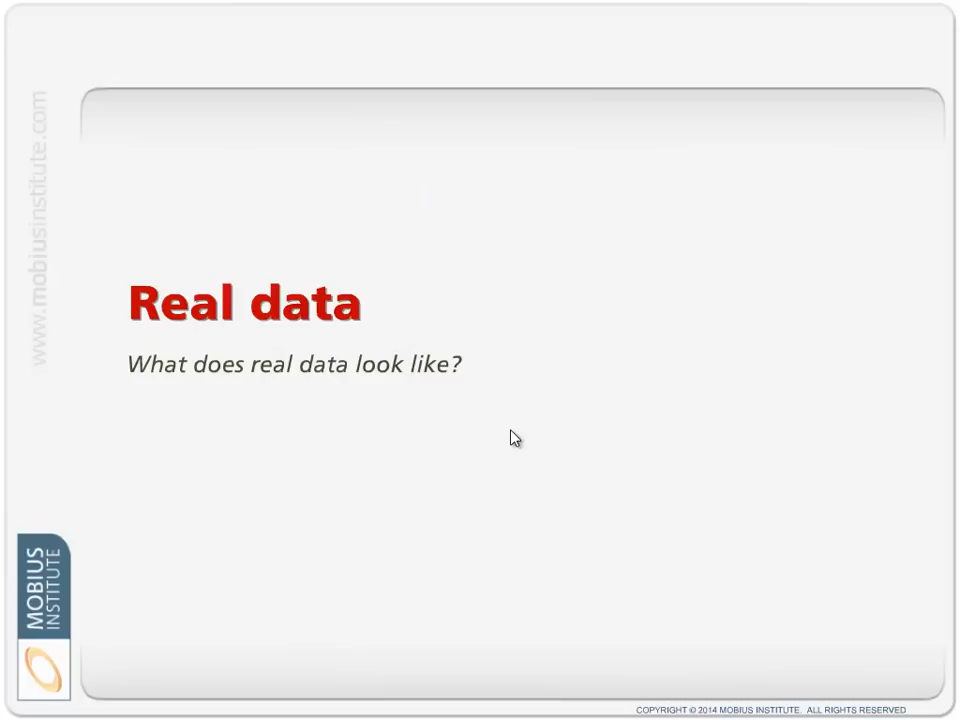 www.mobiusinstitute.com
Real data
What does real data look like?
MOBIUS
INSTITUTE
COPYRIGHT © 2014 MOBIUS INSTITUTE. ALL RIGHTS RESERVED